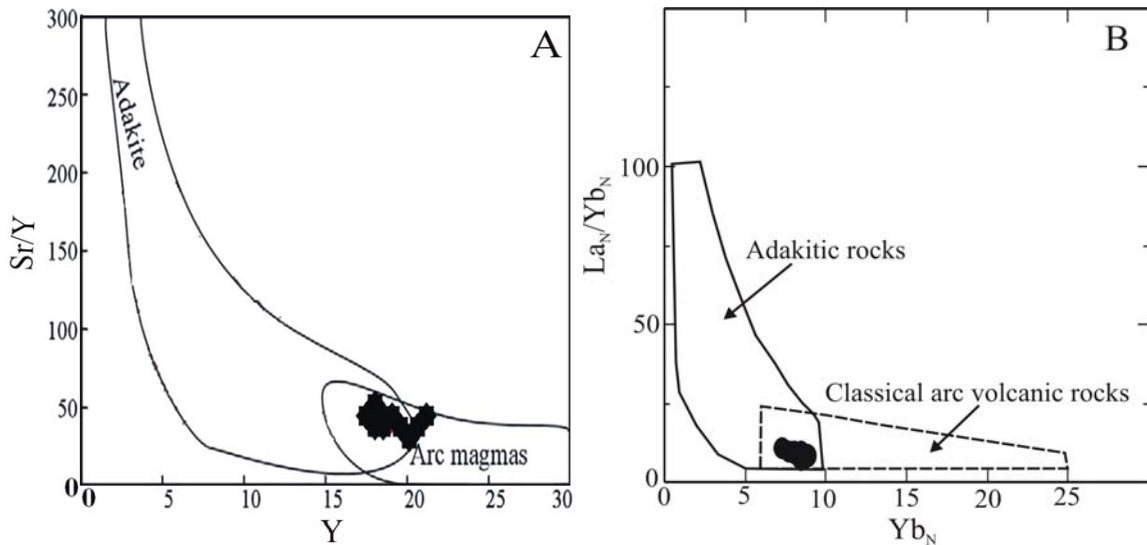 A
Sr/Y
300
250
200
150
100
50
0
Adakite
Arc magmas
0
5
10
15
20
25
30
Y
B
La_N/Yb_N
100
50
0
Adakitic rocks
Classical arc volcanic rocks
0
5
10
15
20
25
Yb_N